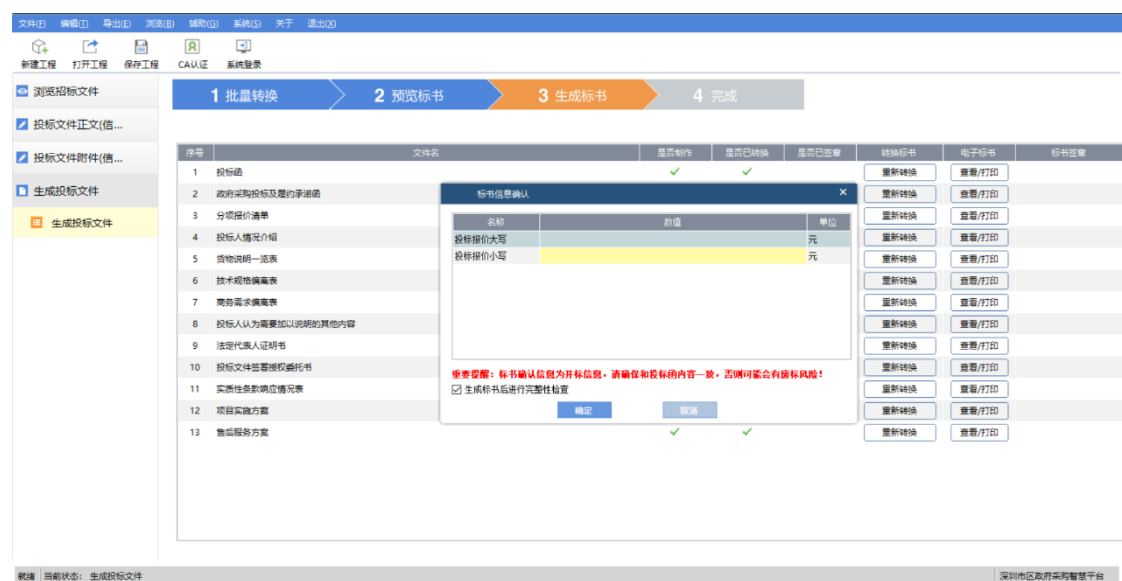 文件(F) 编辑(T) 导出(E) 浏览(B) 辅助(G) 系统(S) 关于 退出(X)
新建工程 打开工程 保存工程 CA认证 系统登录
浏览招标文件
投标文件正文(信...
投标文件附件(信...
生成投标文件
生成投标文件
1 批量转换 2 预览标书 3 生成标书 4 完成
序号 文件名 是否制作 是否已转换 是否已签章 转换标书 电子标书 标书签章
1 投标函 重新转换 查看/打印
2 政府采购投标及履约承诺函 重新转换 查看/打印
3 分项报价清单 重新转换 查看/打印
4 投标人情况介绍 重新转换 查看/打印
5 货物说明一览表 重新转换 查看/打印
6 技术规格偏离表 重新转换 查看/打印
7 商务需求偏离表 重新转换 查看/打印
8 投标人认为需要加以说明的其他内容 重新转换 查看/打印
9 法定代表人证明书 重新转换 查看/打印
10 投标文件签署授权委托书 重新转换 查看/打印
11 实质性条款响应情况表 重新转换 查看/打印
12 项目实施方案 重新转换 查看/打印
13 售后服务方案 重新转换 查看/打印
标书信息确认 ×
名称 数值 单位
投标报价大写 元
投标报价小写 元
重要提醒：标书确认信息为开标信息，请确保和投标函内容一致，否则可能会有废标风险！
生成标书后进行完整性检查
确定 取消
就绪 当前状态： 生成投标文件 深圳市区政府采购智慧平台